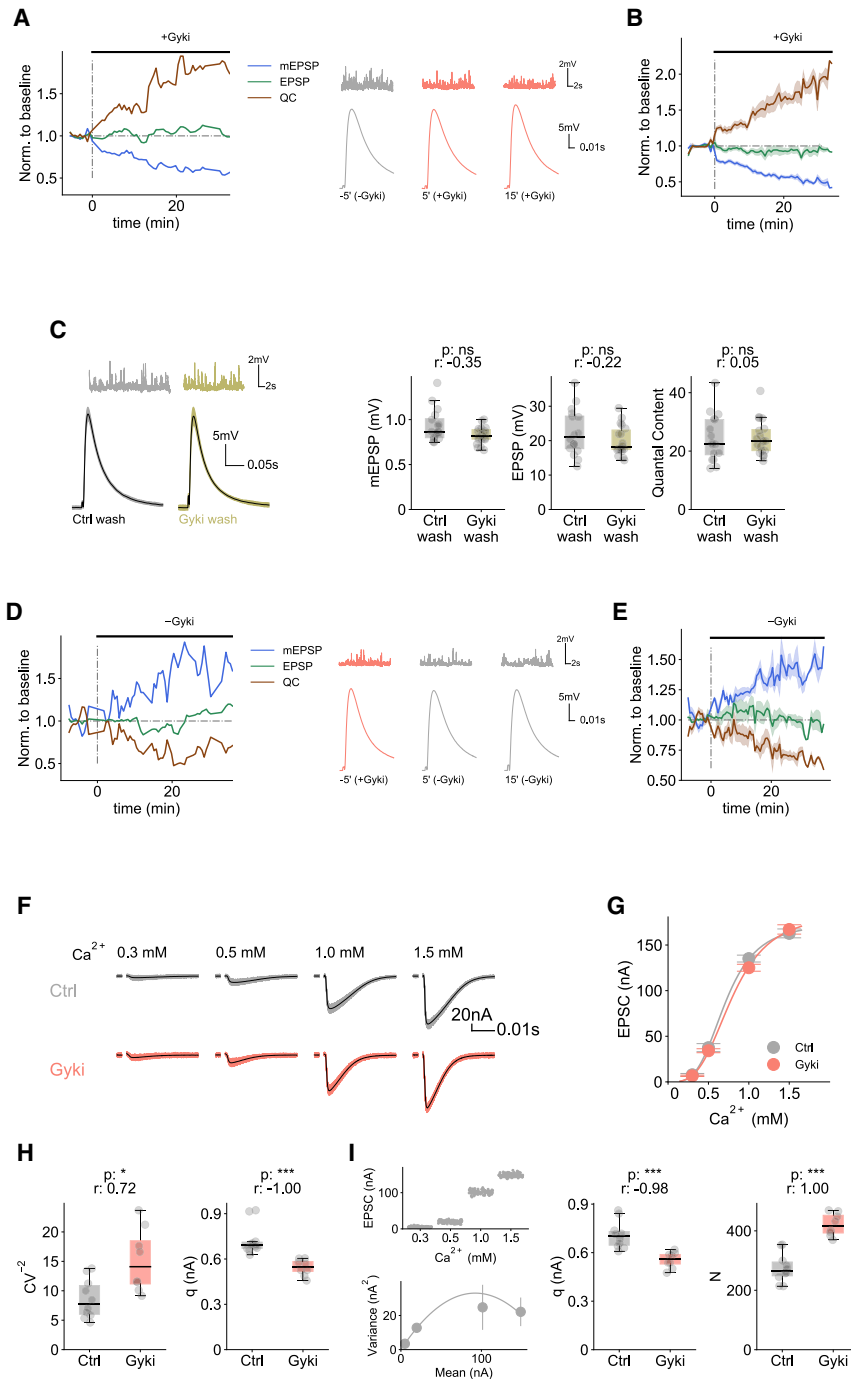 A
+Gyki
Norm. to baseline
1.5
1.0
0.5
0
20
time (min)
mEPSP
EPSP
QC
2mV
2s
5mV
0.01s
-5' (-Gyki)
5' (+Gyki)
15' (+Gyki)
B
+Gyki
Norm. to baseline
2.0
1.5
1.0
0.5
0
20
time (min)
C
2mV
2s
5mV
0.05s
Ctrl wash
Gyki wash
p: ns
r: -0.35
mEPSP (mV)
1.0
0.5
0
Ctrl wash
Gyki wash
p: ns
r: -0.22
EPSP (mV)
30
20
10
0
Ctrl wash
Gyki wash
p: ns
r: 0.05
Quantal Content
40
20
0
Ctrl wash
Gyki wash
D
−Gyki
Norm. to baseline
1.5
1.0
0.5
0
20
time (min)
mEPSP
EPSP
QC
2mV
2s
5mV
0.01s
-5' (+Gyki)
5' (-Gyki)
15' (-Gyki)
E
−Gyki
Norm. to baseline
1.50
1.25
1.00
0.75
0.50
0
20
time (min)
F
Ca2+
0.3 mM
0.5 mM
1.0 mM
1.5 mM
Ctrl
20nA
0.01s
Gyki
G
EPSC (nA)
150
100
50
0
0.5
1.0
1.5
Ca2+ (mM)
Ctrl
Gyki
H
p: *
r: 0.72
CV−2
25
20
15
10
5
0
Ctrl
Gyki
p: ***
r: -1.00
q (nA)
0.9
0.6
0.3
0
Ctrl
Gyki
I
EPSC (nA)
100
0
0.3
0.5
1.0
1.5
Ca2+ (mM)
Variance (nA2)
20
0
0
100
Mean (nA)
p: ***
r: -0.98
q (nA)
0.9
0.6
0.3
0
Ctrl
Gyki
p: ***
r: 1.00
N
400
200
0
Ctrl
Gyki